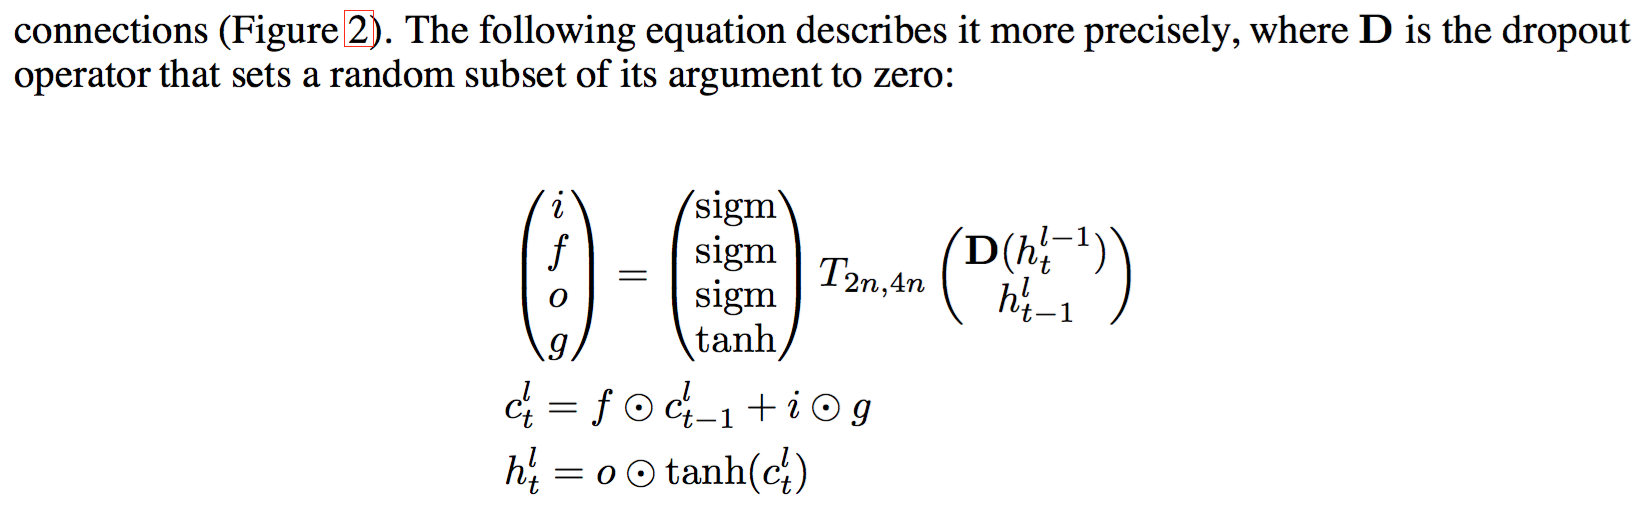 connections (Figure 2). The following equation describes it more precisely, where D is the dropout
operator that sets a random subset of its argument to zero:
(i f o g) = (sigm sigm sigm tanh) T_{2n,4n} (D(h_t^{l−1}) h_{t−1}^l)
c_t^l = f ⊙ c_{t−1}^l + i ⊙ g
h_t^l = o ⊙ tanh(c_t^l)